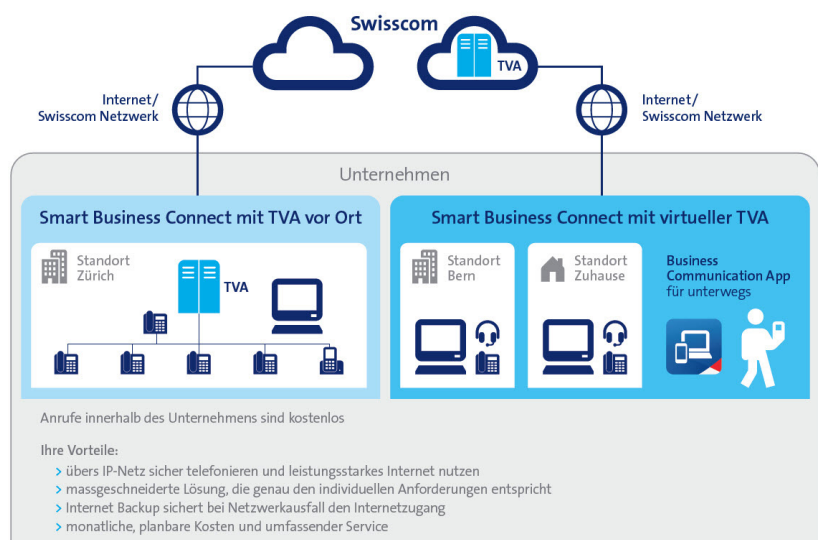 Swisscom
TVA
Internet/
Swisscom Netzwerk
Internet/
Swisscom Netzwerk
Unternehmen
Smart Business Connect mit TVA vor Ort
Standort
Zürich
TVA
Smart Business Connect mit virtueller TVA
Standort
Bern
Standort
Zuhause
Business
Communication App
für unterwegs
Anrufe innerhalb des Unternehmens sind kostenlos
Ihre Vorteile:
> übers IP-Netz sicher telefonieren und leistungsstarkes Internet nutzen
> massgeschneiderte Lösung, die genau den individuellen Anforderungen entspricht
> Internet Backup sichert bei Netzwerkausfall den Internetzugang
> monatliche, planbare Kosten und umfassender Service